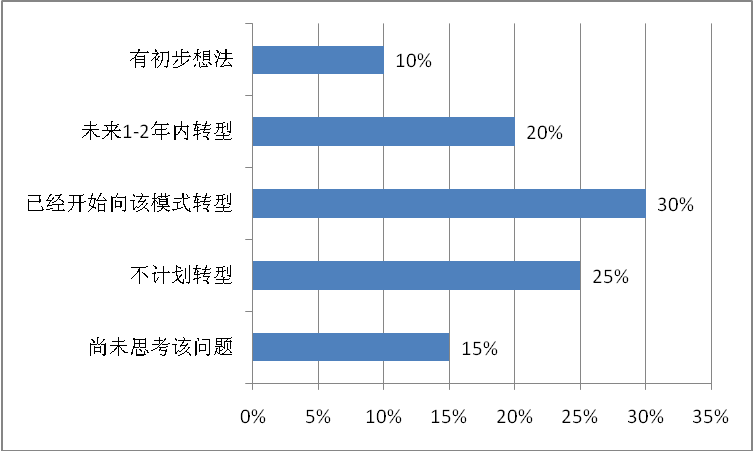 有初步想法
10%
未来1-2年内转型
20%
已经开始向该模式转型
30%
不计划转型
25%
尚未思考该问题
15%
0% 5% 10% 15% 20% 25% 30% 35%